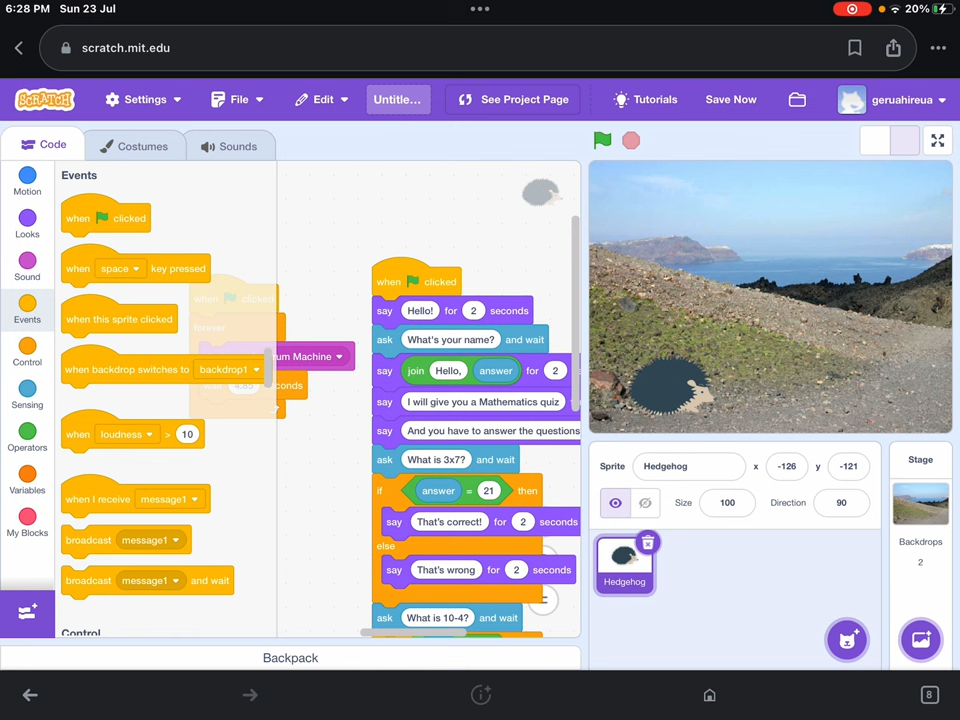 6:28 PM Sun 23 Jul
20%
scratch.mit.edu
SCRATCH Settings File Edit Untitle... See Project Page Tutorials Save Now geruahireua
Code Costumes Sounds
Motion
Looks
Sound
Events
Control
Sensing
Operators
Variables
My Blocks
Events
when clicked
when space key pressed
when this sprite clicked
when backdrop switches to backdrop1
when loudness > 10
when I receive message1
broadcast message1
broadcast message1 and wait
Control
when clicked
forever
um Machine
4.85 conds
when clicked
say Hello! for 2 seconds
ask What's your name? and wait
say join Hello, answer for 2
say I will give you a Mathematics quiz
say And you have to answer the questions
ask What is 3x7? and wait
if answer = 21 then
say That's correct! for 2 seconds
else
say That's wrong for 2 seconds
ask What is 10-4? and wait
Backpack
Sprite Hedgehog x -126 y -121
Size 100 Direction 90
Hedgehog
Stage
Backdrops
2
8